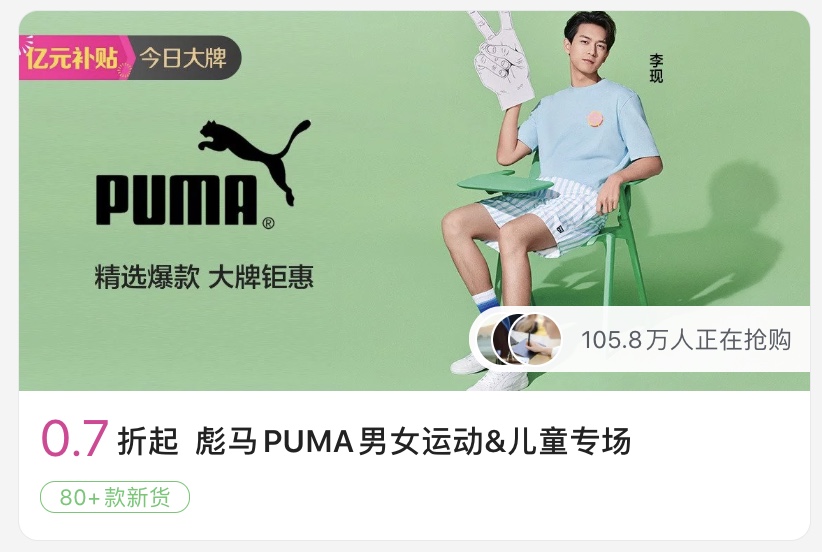 亿元补贴 今日大牌
李现
PUMA®
精选爆款 大牌钜惠
105.8万人正在抢购
0.7折起 彪马PUMA男女运动&儿童专场
80+款新货